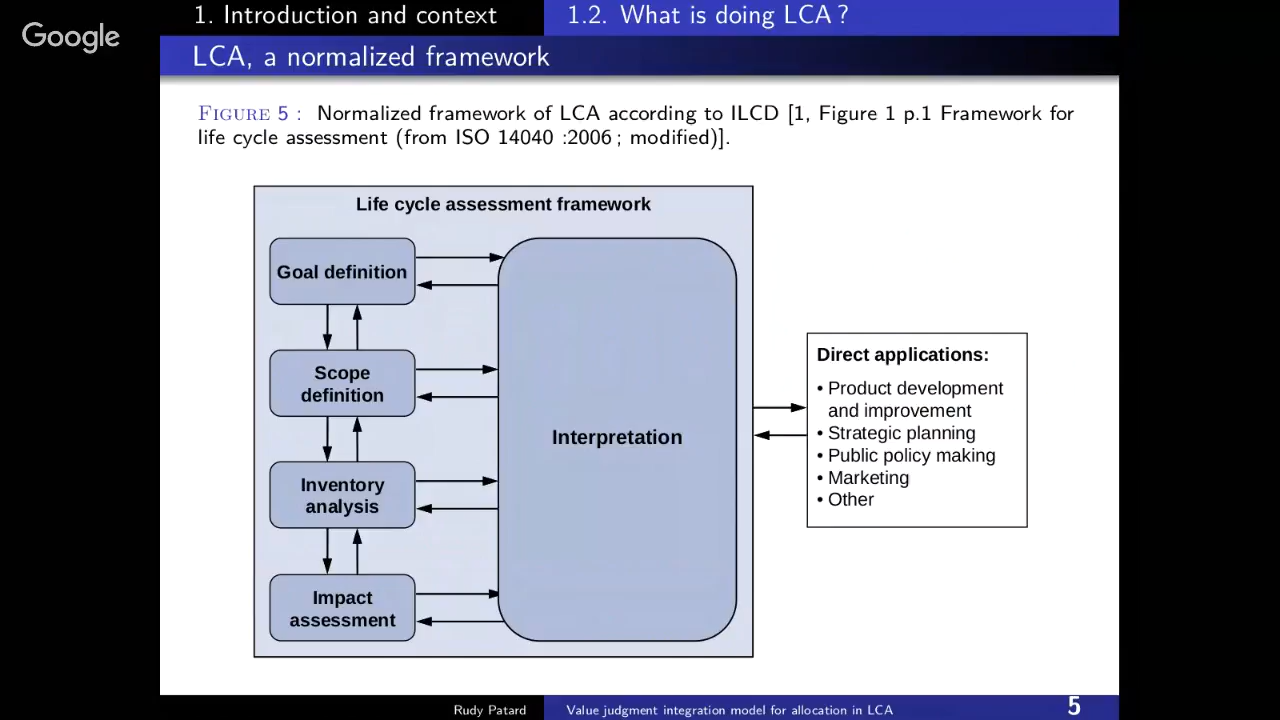 Google
1. Introduction and context
1.2. What is doing LCA ?
LCA, a normalized framework
FIGURE 5 : Normalized framework of LCA according to ILCD [1, Figure 1 p.1 Framework for
life cycle assessment (from ISO 14040 :2006 ; modified)].
Life cycle assessment framework
Goal definition
Scope
definition
Inventory
analysis
Impact
assessment
Interpretation
Direct applications:
• Product development
and improvement
• Strategic planning
• Public policy making
• Marketing
• Other
Rudy Patard
Value judgment integration model for allocation in LCA
5